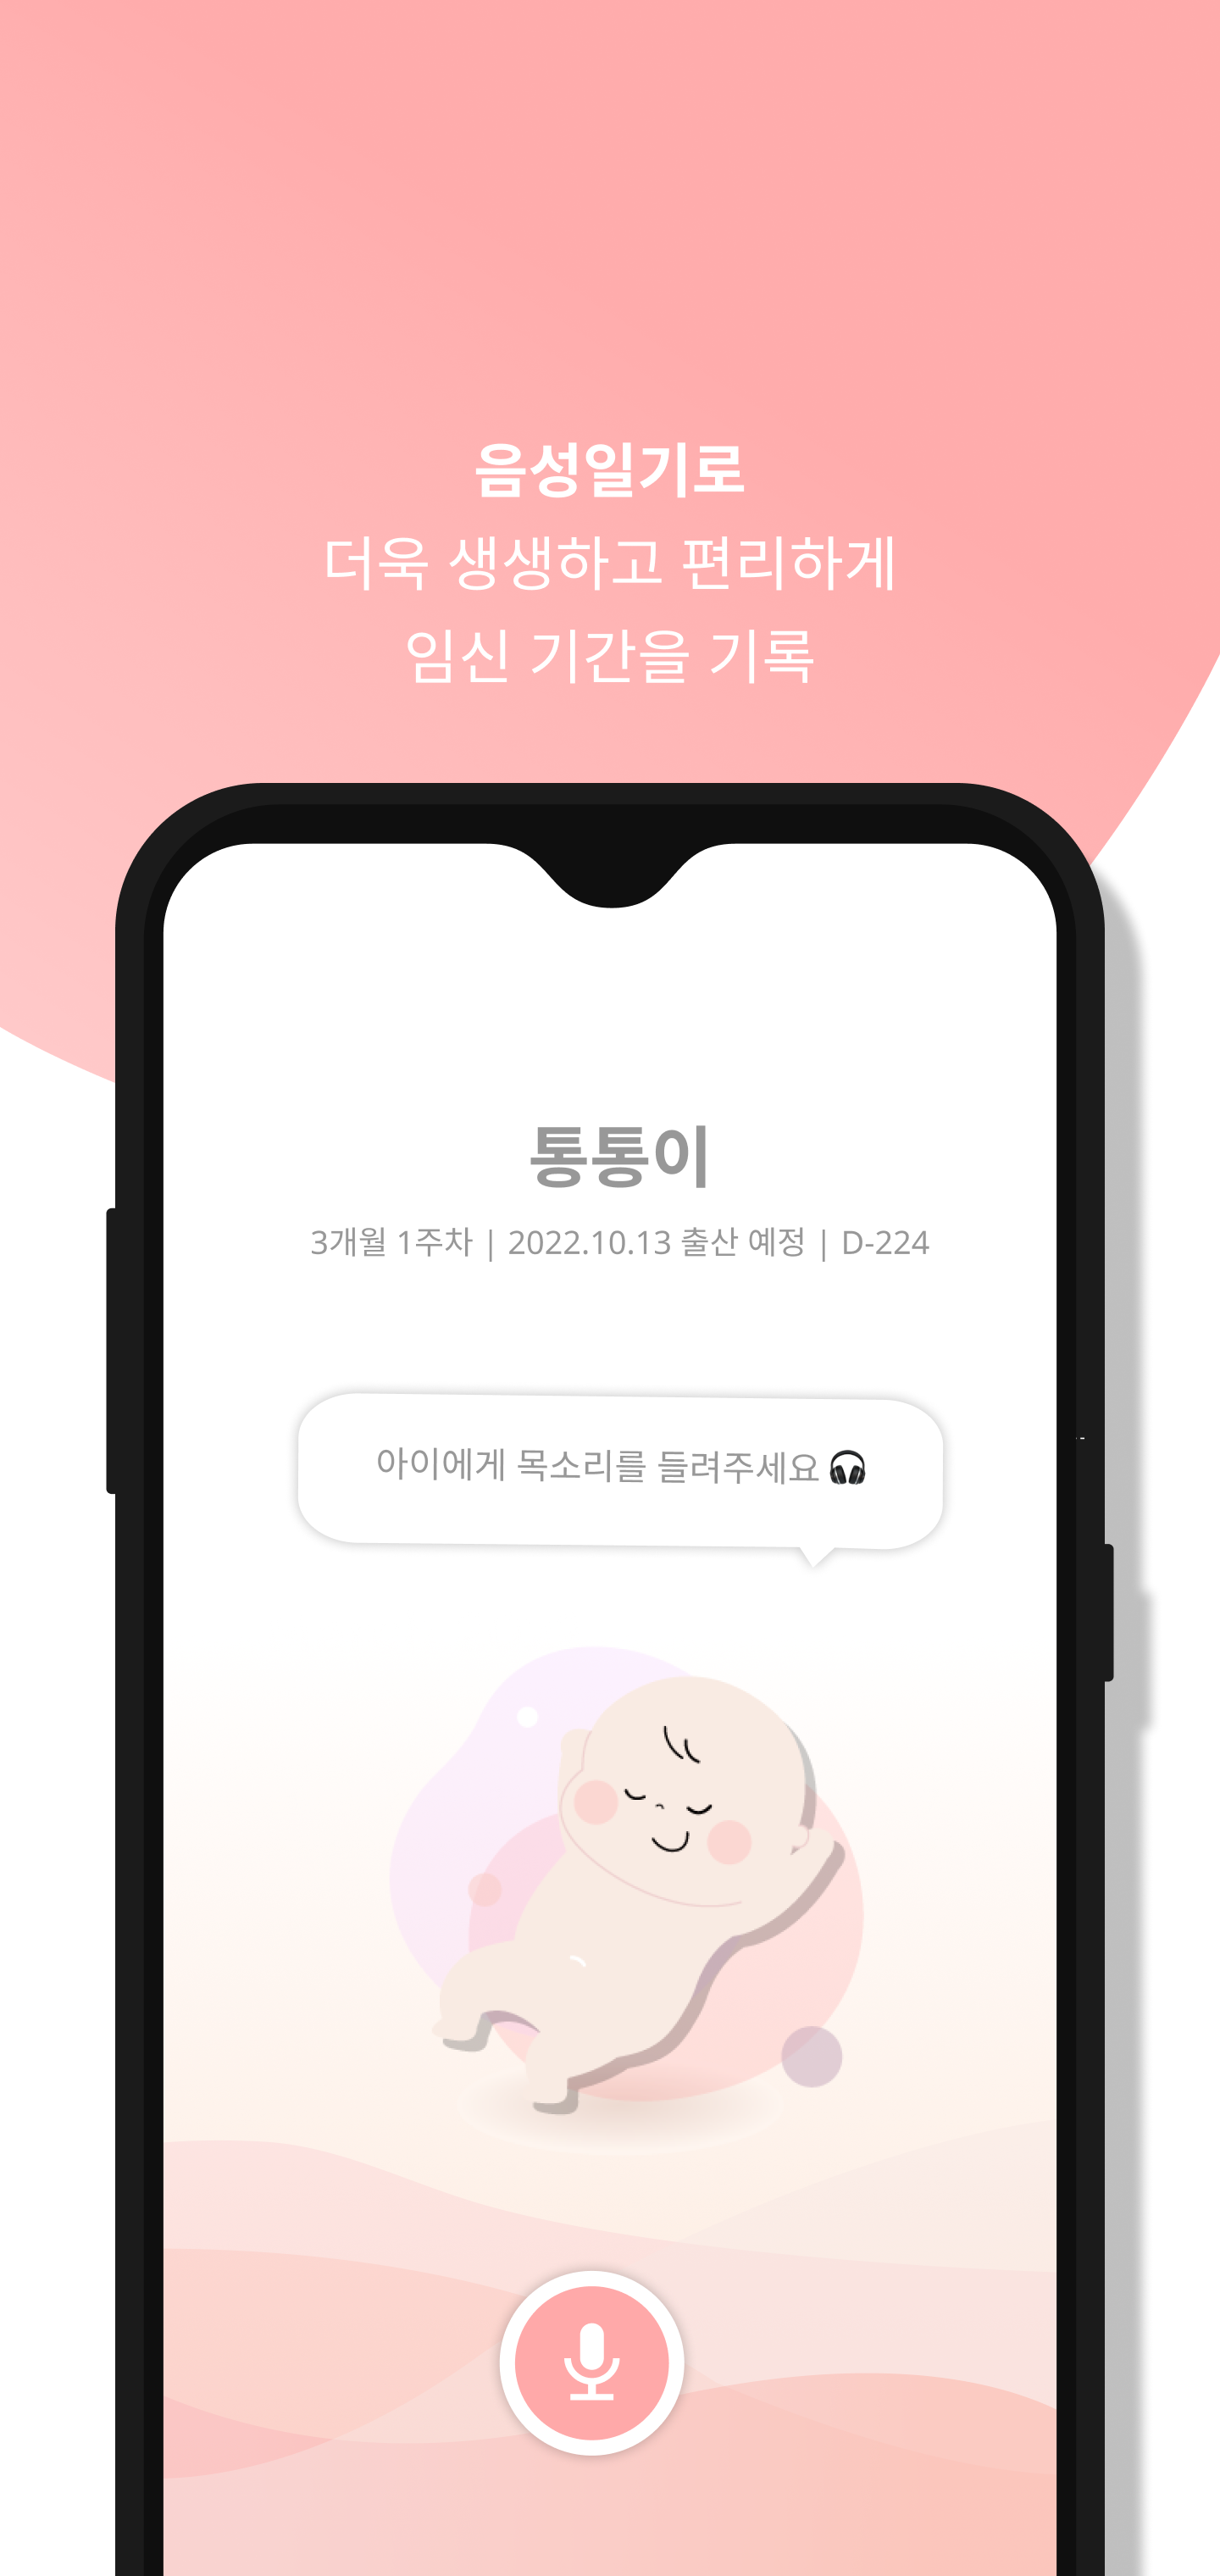 음성일기로
더욱 생생하고 편리하게
임신 기간을 기록
통통이
3개월 1주차 | 2022.10.13 출산 예정 | D-224
아이에게 목소리를 들려주세요 🎧